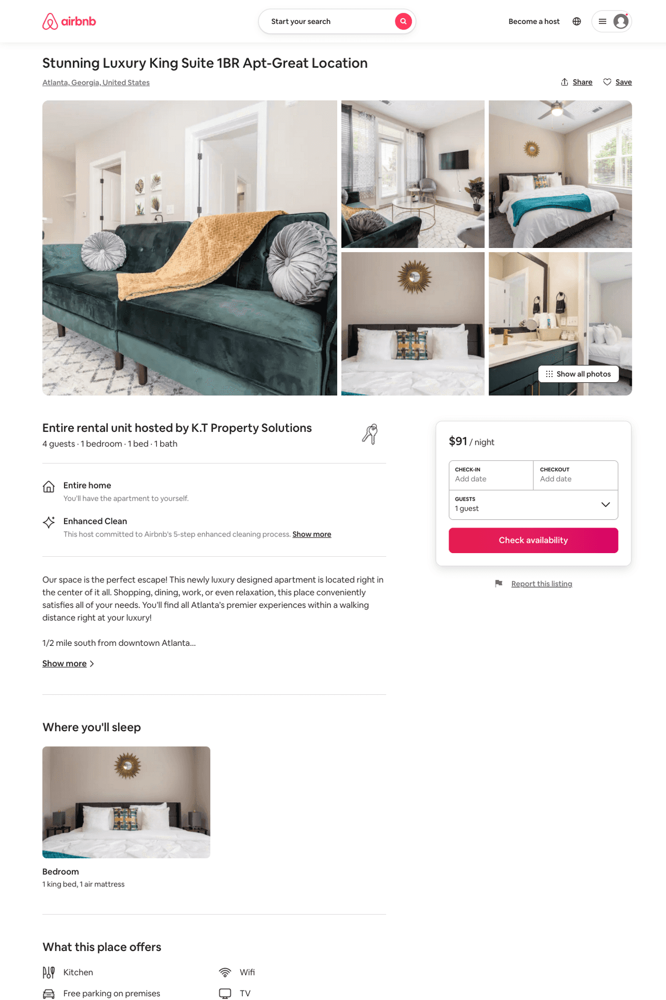 airbnb
Start your search
Become a host
Stunning Luxury King Suite 1BR Apt-Great Location
Atlanta, Georgia, United States
Share
Save
Show all photos
Entire rental unit hosted by K.T Property Solutions
4 guests · 1 bedroom · 1 bed · 1 bath
Entire home
You’ll have the apartment to yourself.
Enhanced Clean
This host committed to Airbnb's 5-step enhanced cleaning process. Show more
$91 / night
CHECK-IN
Add date
CHECKOUT
Add date
GUESTS
1 guest
Check availability
Report this listing
Our space is the perfect escape! This newly luxury designed apartment is located right in
the center of it all. Shopping, dining, work, or even relaxation, this place conveniently
satisfies all of your needs. You’ll find all Atlanta’s premier experiences within a walking
distance right at your luxury!
1/2 mile south from downtown Atlanta...
Show more
Where you'll sleep
Bedroom
1 king bed, 1 air mattress
What this place offers
Kitchen
Wifi
Free parking on premises
TV